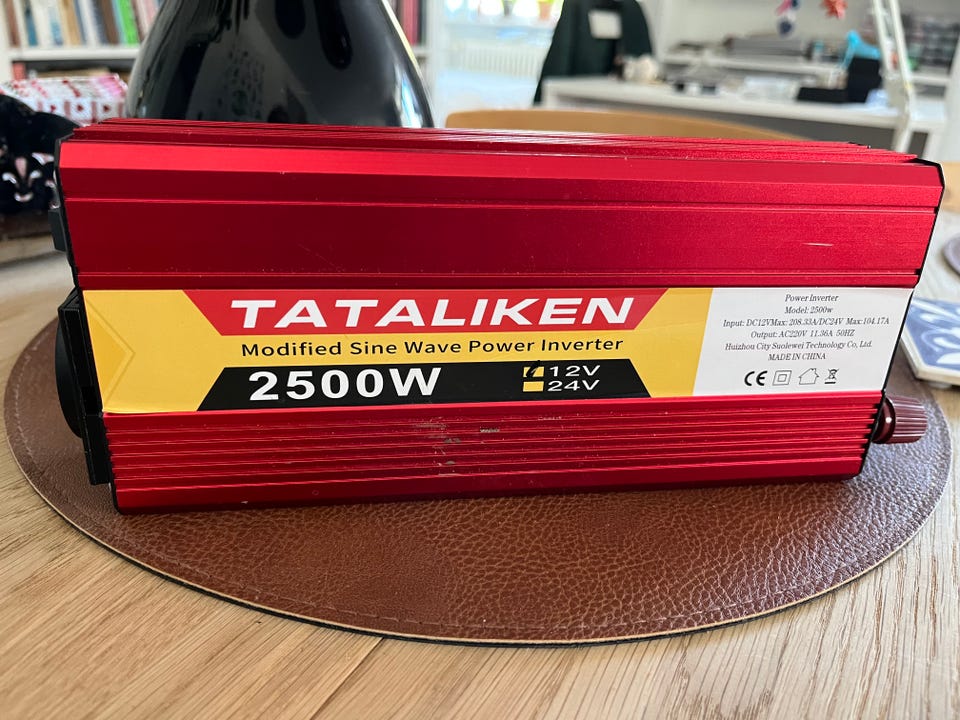 TATALIKEN
Modified Sine Wave Power Inverter
2500W
12V
24V
Power Inverter
Model: 2500w
Input: DC12VMax: 208.33A/DC24V Max:104.17A
Output: AC220V 11.36A 50HZ
Huizhou City Suolewei Technology Co, Ltd.
MADE IN CHINA
CE